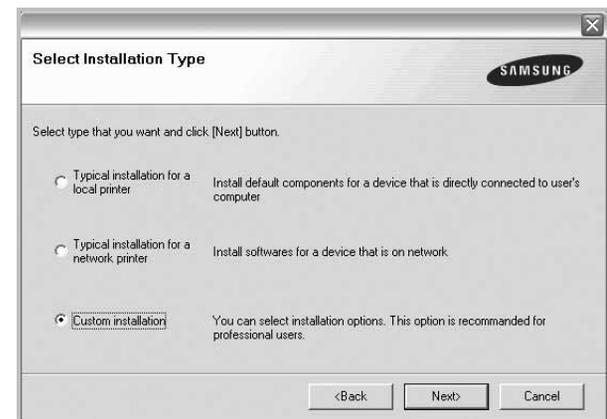 Select Installation Type
SAMSUNG
Select type that you want and click [Next] button.
Typical installation for a
local printer
Install default components for a device that is directly connected to user's
computer
Typical installation for a
network printer
Install softwares for a device that is on network
Custom installation
You can select installation options. This option is recommanded for
professional users.
<Back
Next>
Cancel